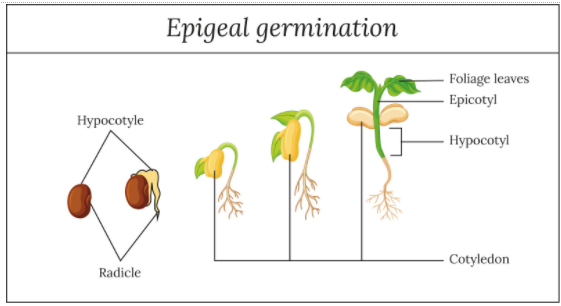 Epigeal germination
Hypocotyle
Radicle
Foliage leaves
Epicotyl
Hypocotyl
Cotyledon